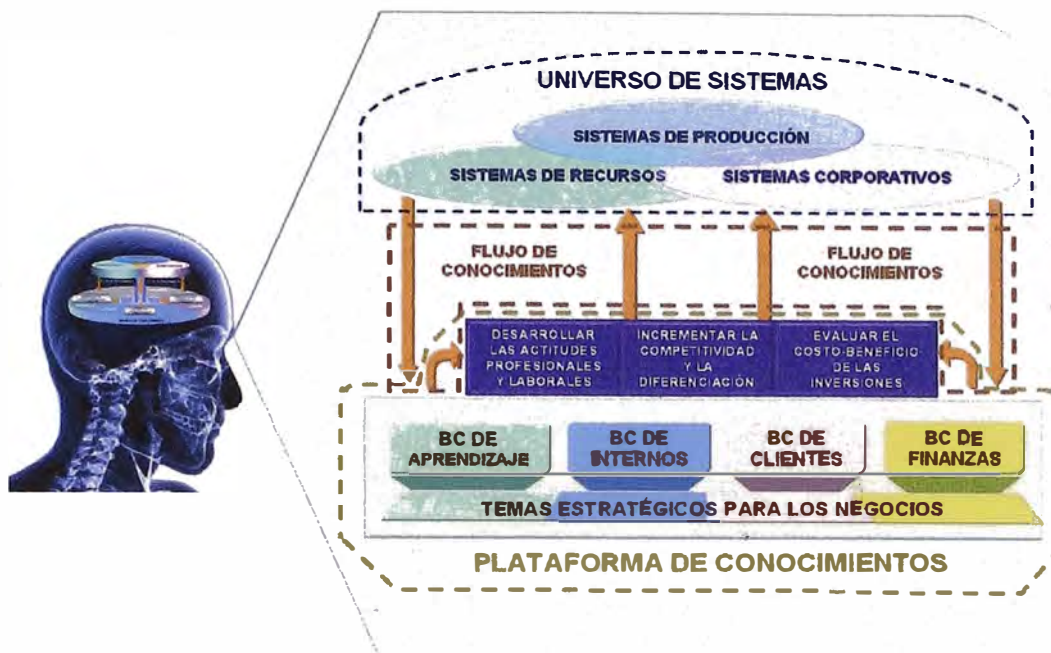 UNIVERSO DE SISTEMAS
SISTEMAS DE PRODUCCIÓN
SISTEMAS DE RECURSOS
SISTEMAS CORPORATIVOS
FLUJO DE
CONOCIMIENTOS
FLUJO DE
CONOCIMIENTOS
DESARROLLAR
LAS ACTITUDES
PROFESIONALES
Y LABORALES
INCREMENTAR LA
COMPETITIVIDAD
Y LA
DIFERENCIACIÓN
EVALUAR EL
COSTO-BENEFICIO
DE LAS
INVERSIONES
BC DE
APRENDIZAJE
BC DE
INTERNOS
BC DE
CLIENTES
BC DE
FINANZAS
TEMAS ESTRATÉGICOS PARA LOS NEGOCIOS
PLATAFORMA DE CONOCIMIENTOS